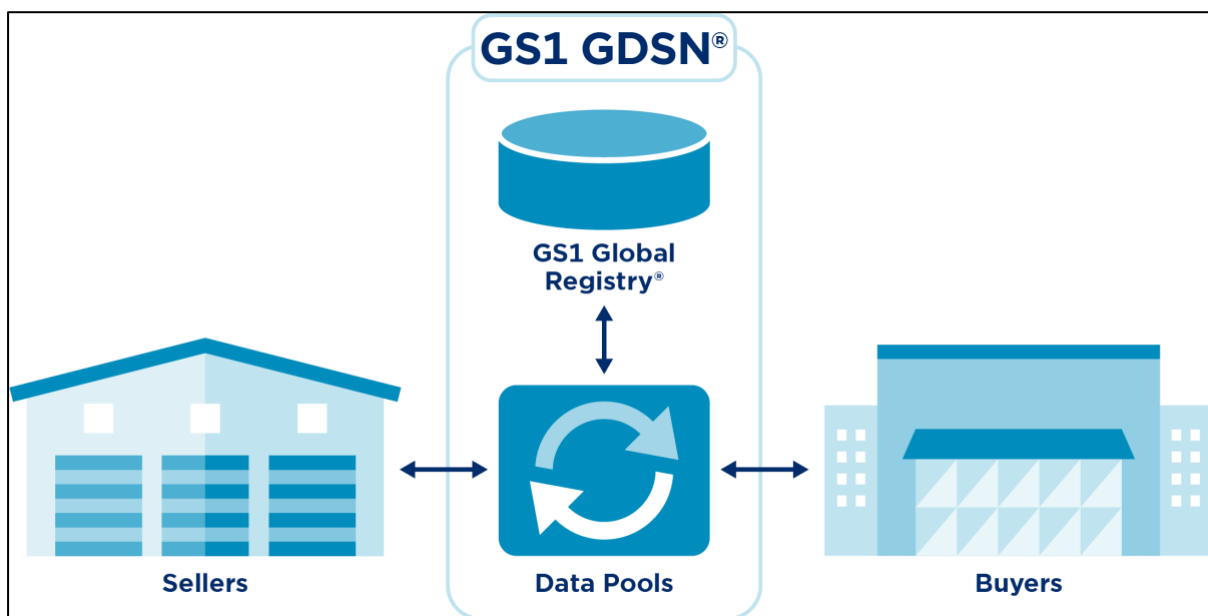 GS1 GDSN®
GS1 Global
Registry®
Sellers
Data Pools
Buyers